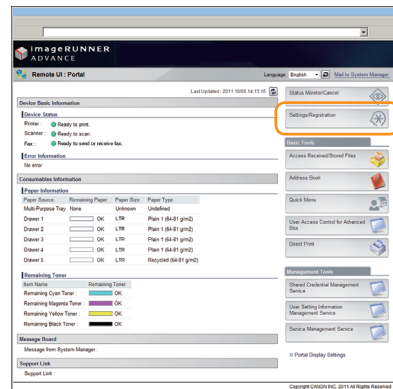 imageRUNNER
ADVANCE
Remote UI : Portal
Language: English Mail to System Manager
Last Updated : 2011 10/06 14:13:16
Device Basic Information
Device Status
Printer : Ready to print.
Scanner : Ready to scan.
Fax : Ready to send or receive fax.
Error Information
No error
Consumables Information
Paper Information
Paper Source Remaining Paper Paper Size Paper Type
Multi-Purpose Tray None Unknown Undefined
Drawer 1 OK LTR Plain 1 (64-81 g/m2)
Drawer 2 OK LTR Plain 1 (64-81 g/m2)
Drawer 3 OK LTR Plain 1 (64-81 g/m2)
Drawer 4 OK LTR Plain 1 (64-81 g/m2)
Drawer 5 OK LTR Recycled (64-81 g/m2)
Remaining Toner
Item Name Remaining Toner
Remaining Cyan Toner : OK
Remaining Magenta Toner : OK
Remaining Yellow Toner : OK
Remaining Black Toner : OK
Message Board
Message from System Manager :
Support Link
Support Link :
Status Monitor/Cancel
Settings/Registration
Basic Tools
Access Received/Stored Files
Address Book
Quick Menu
User Access Control for Advanced
Box
Direct Print
Management Tools
Shared Credential Management
Service
User Setting Information
Management Service
Service Management Service
Portal Display Settings
Copyright CANON INC. 2011 All Rights Reserved